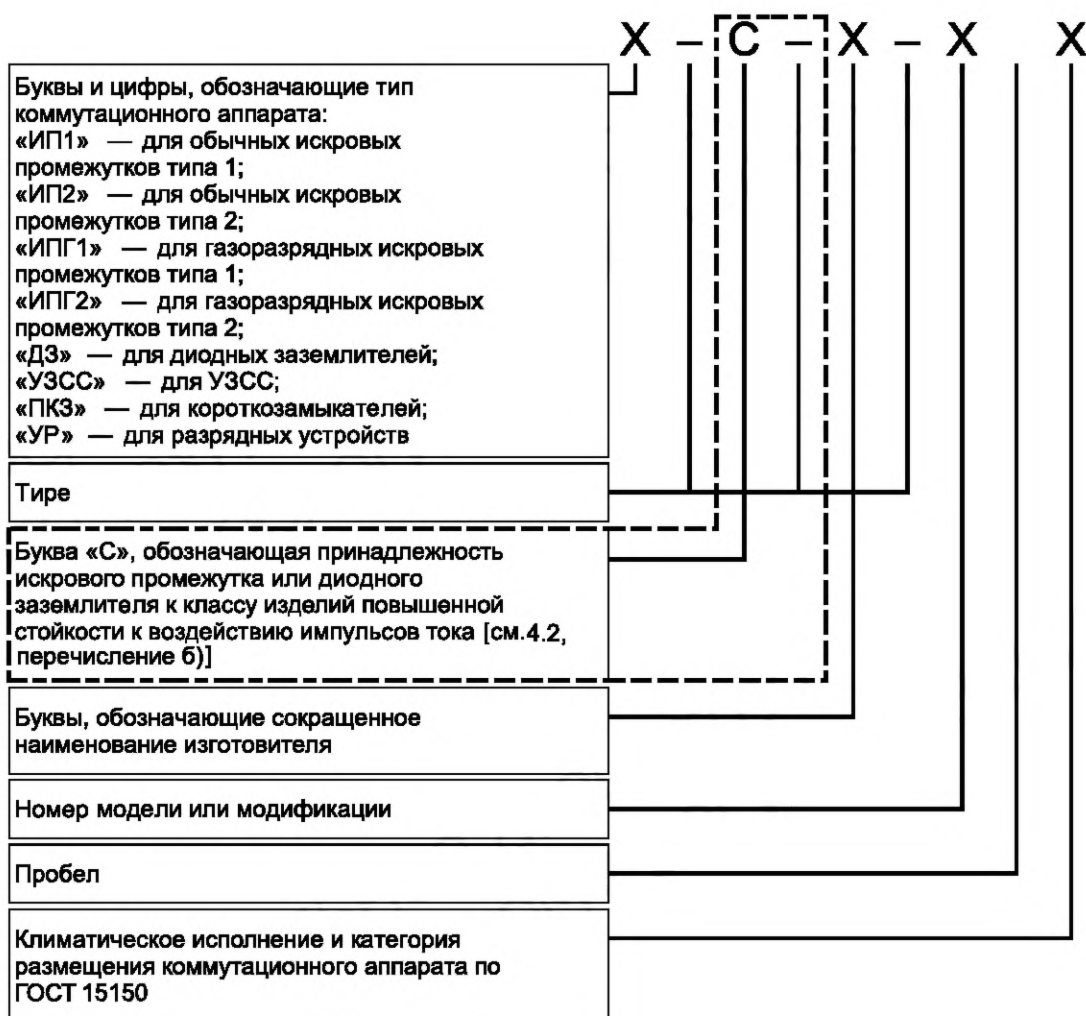 Х – С – Х – Х Х
Буквы и цифры, обозначающие тип
коммутационного аппарата:
«ИП1» — для обычных искровых
промежутков типа 1;
«ИП2» — для обычных искровых
промежутков типа 2;
«ИПГ1» — для газоразрядных искровых
промежутков типа 1;
«ИПГ2» — для газоразрядных искровых
промежутков типа 2;
«ДЗ» — для диодных заземлителей;
«УЗСС» — для УЗСС;
«ПКЗ» — для короткозамыкателей;
«УР» — для разрядных устройств
Тире
Буква «С», обозначающая принадлежность
искрового промежутка или диодного
заземлителя к классу изделий повышенной
стойкости к воздействию импульсов тока [см.4.2,
перечисление б)]
Буквы, обозначающие сокращенное
наименование изготовителя
Номер модели или модификации
Пробел
Климатическое исполнение и категория
размещения коммутационного аппарата по
ГОСТ 15150